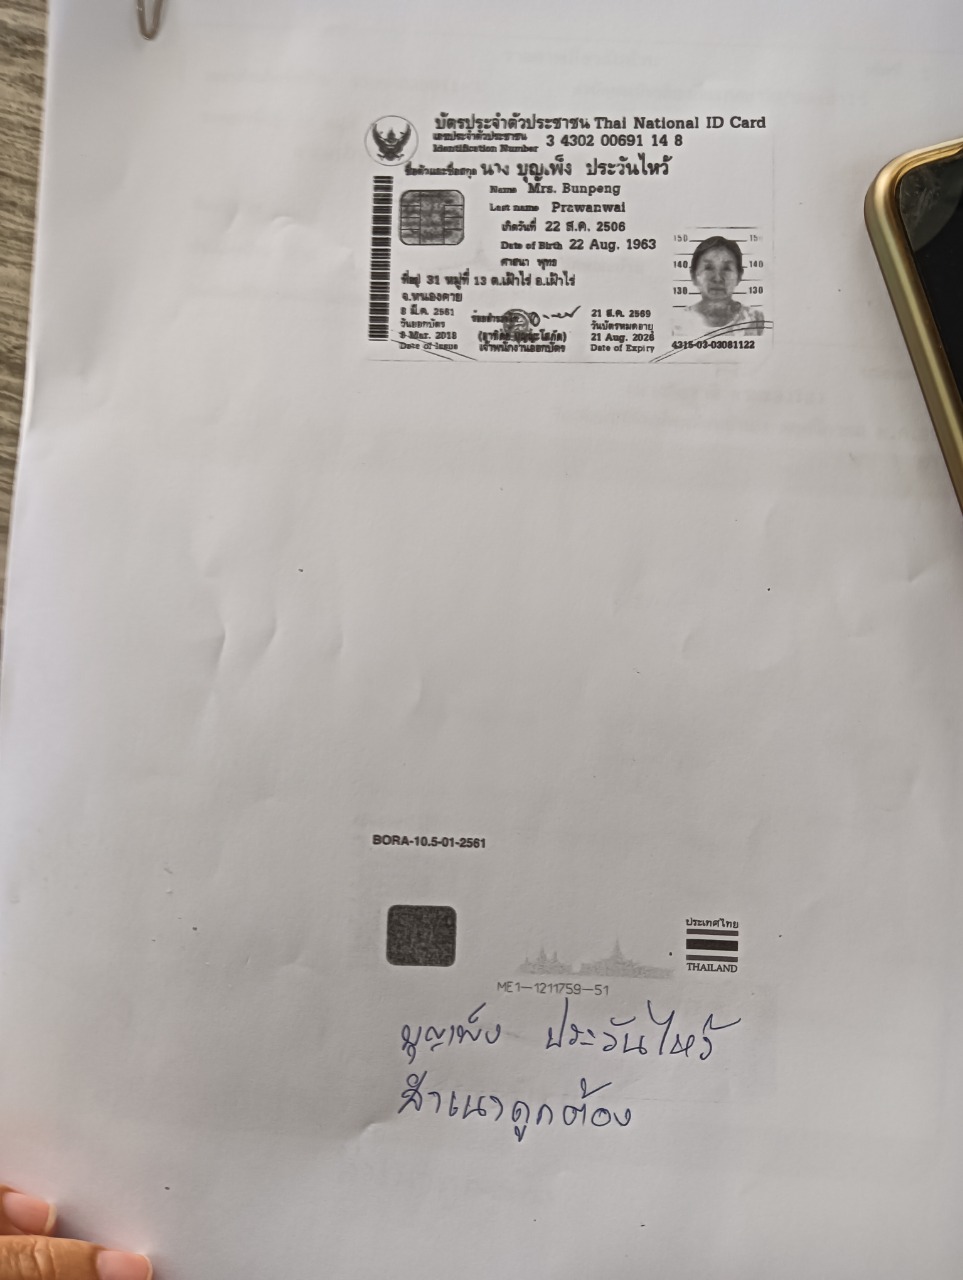 บัตรประจำตัวประชาชน Thai National ID Card
เลขประจำตัวประชาชน
Identification Number 3 4302 00691 14 8
ชื่อตัวและชื่อสกุล นาง บุญเพ็ง ประวันไหว้
Name Mrs. Bunpeng
Last name Prawanwai
เกิดวันที่ 22 ส.ค. 2506
Date of Birth 22 Aug. 1963
ศาสนา พุทธ
ที่อยู่ 31 หมู่ที่ 13 ต.เฝ้าไร่ อ.เฝ้าไร่
จ.หนองคาย
8 มี.ค. 2561
วันออกบัตร
8 Mar. 2018
Date of Issue
เจ้าพนักงานออกบัตร
21 ส.ค. 2569
วันบัตรหมดอายุ
21 Aug. 2026
Date of Expiry
150 150
140 140
130 130
4315-03-03081122
BORA-10.5-01-2561
ประเทศไทย
THAILAND
ME1-1211759-51
บุญเพ็ง ประวันไหว้
สำเนาถูกต้อง